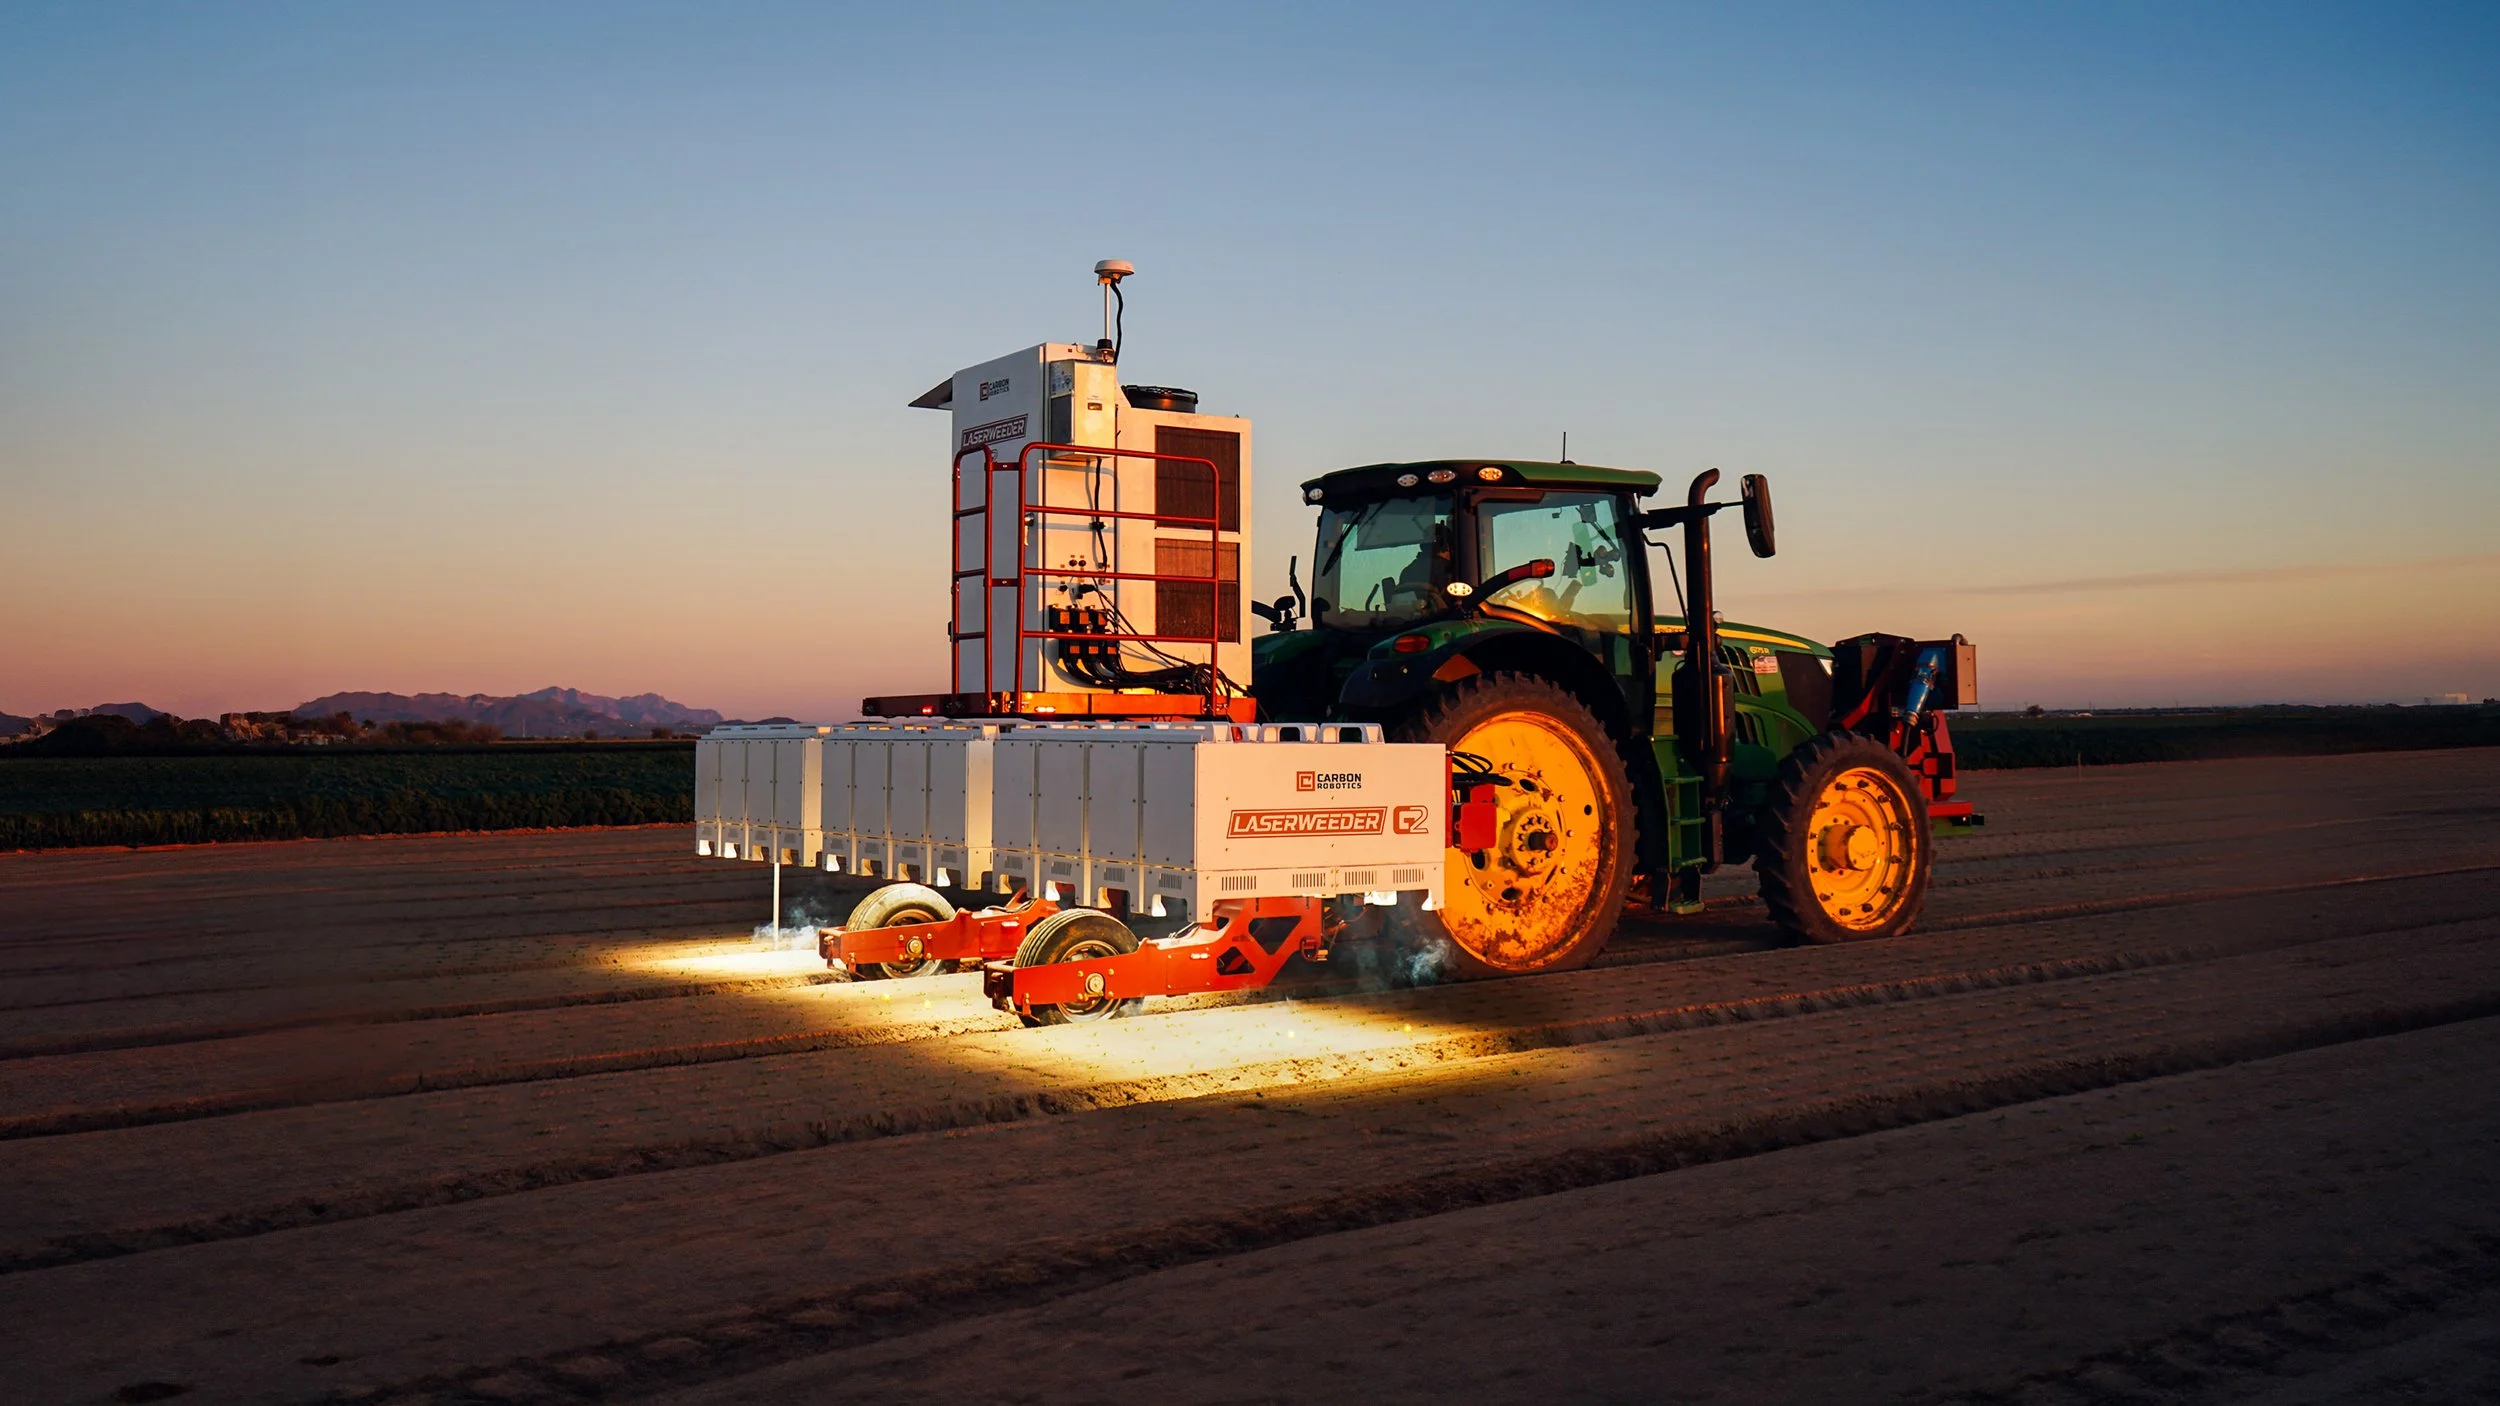 CARBON
ROBOTICS
LASERWEEDER
CARBON
ROBOTICS
LASERWEEDER G2